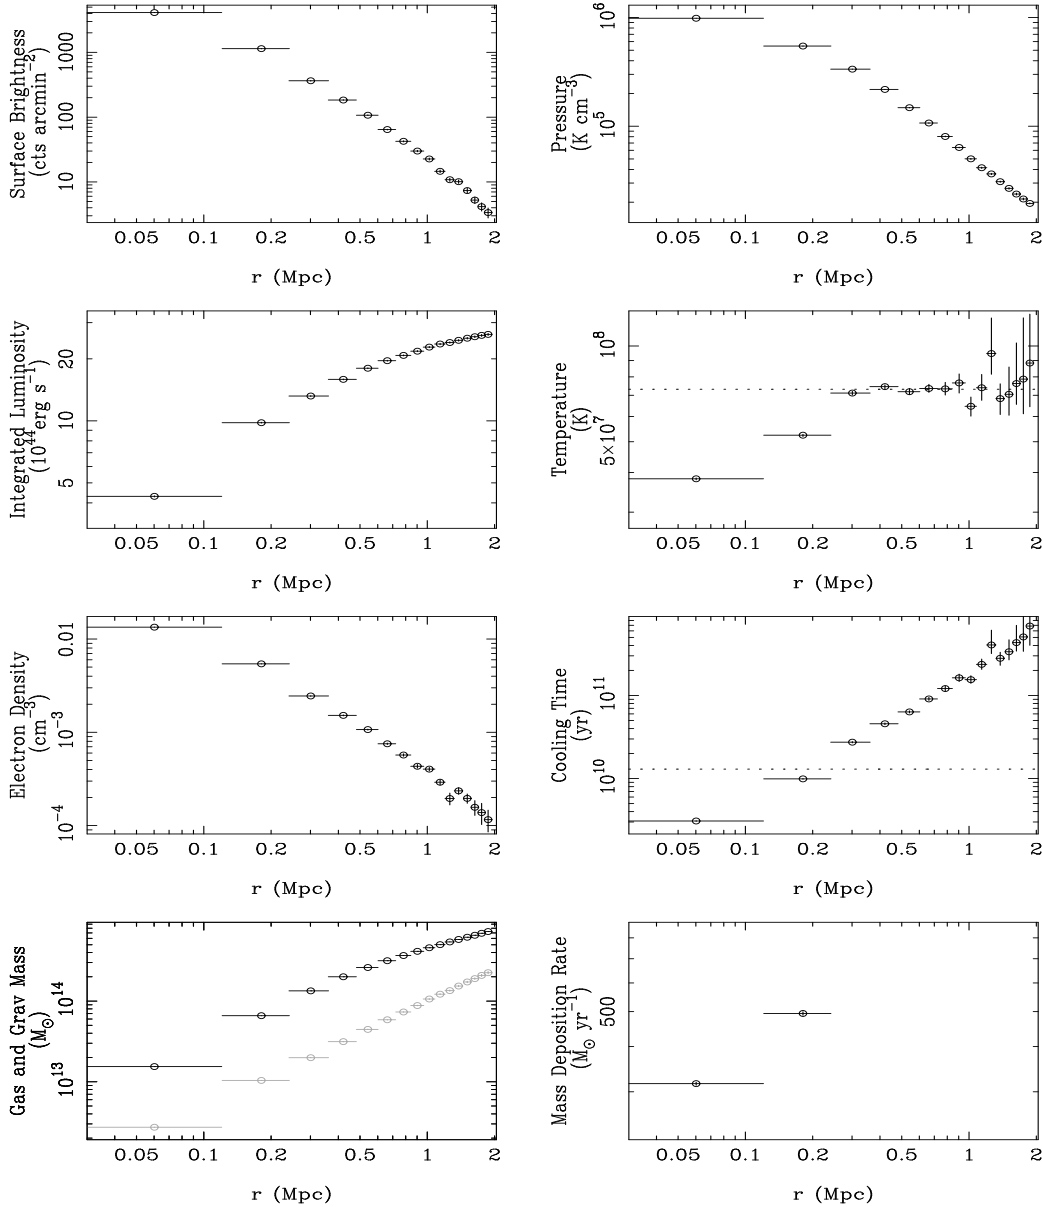 Surface Brightness
(cts arcmin⁻²)
1000
100
10
0.05 0.1 0.2 0.5 1 2
r (Mpc)
Pressure
(K cm⁻³)
10⁶
10⁵
0.05 0.1 0.2 0.5 1 2
r (Mpc)
Integrated Luminosity
(10⁴⁴erg s⁻¹)
20
10
5
0.05 0.1 0.2 0.5 1 2
r (Mpc)
Temperature
(K)
10⁸
5×10⁷
0.05 0.1 0.2 0.5 1 2
r (Mpc)
Electron Density
(cm⁻³)
0.01
10⁻³
10⁻⁴
0.05 0.1 0.2 0.5 1 2
r (Mpc)
Cooling Time
(yr)
10¹¹
10¹⁰
0.05 0.1 0.2 0.5 1 2
r (Mpc)
Gas and Grav Mass
(M⊙)
10¹⁴
10¹³
0.05 0.1 0.2 0.5 1 2
r (Mpc)
Mass Deposition Rate
(M⊙ yr⁻¹)
500
0.05 0.1 0.2 0.5 1 2
r (Mpc)